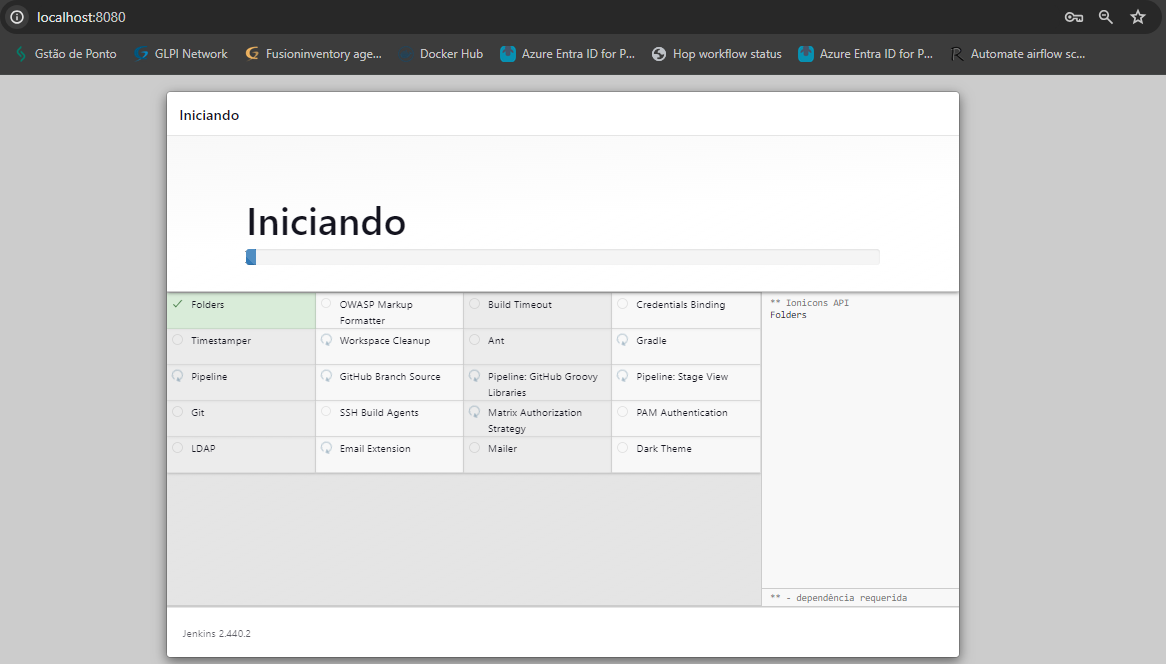 localhost:8080
Gstão de Ponto
GLPI Network
Fusioninventory age...
Docker Hub
Azure Entra ID for P...
Hop workflow status
Azure Entra ID for P...
Automate airflow sc...
Iniciando
Iniciando
Folders
OWASP Markup
Formatter
Build Timeout
Credentials Binding
Timestamper
Workspace Cleanup
Ant
Gradle
Pipeline
GitHub Branch Source
Pipeline: GitHub Groovy
Libraries
Pipeline: Stage View
Git
SSH Build Agents
Matrix Authorization
Strategy
PAM Authentication
LDAP
Email Extension
Mailer
Dark Theme
** Ionicons API
Folders
** - dependência requerida
Jenkins 2.440.2